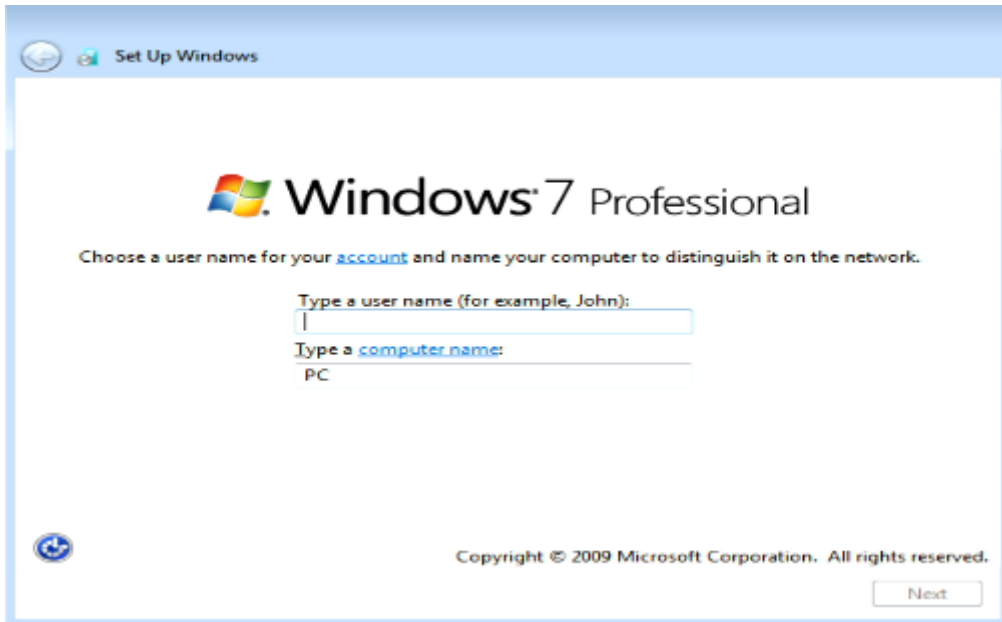 Set Up Windows
Windows 7 Professional
Choose a user name for your account and name your computer to distinguish it on the network.
Type a user name (for example, John):
Type a computer name:
PC
Copyright © 2009 Microsoft Corporation. All rights reserved.
Next